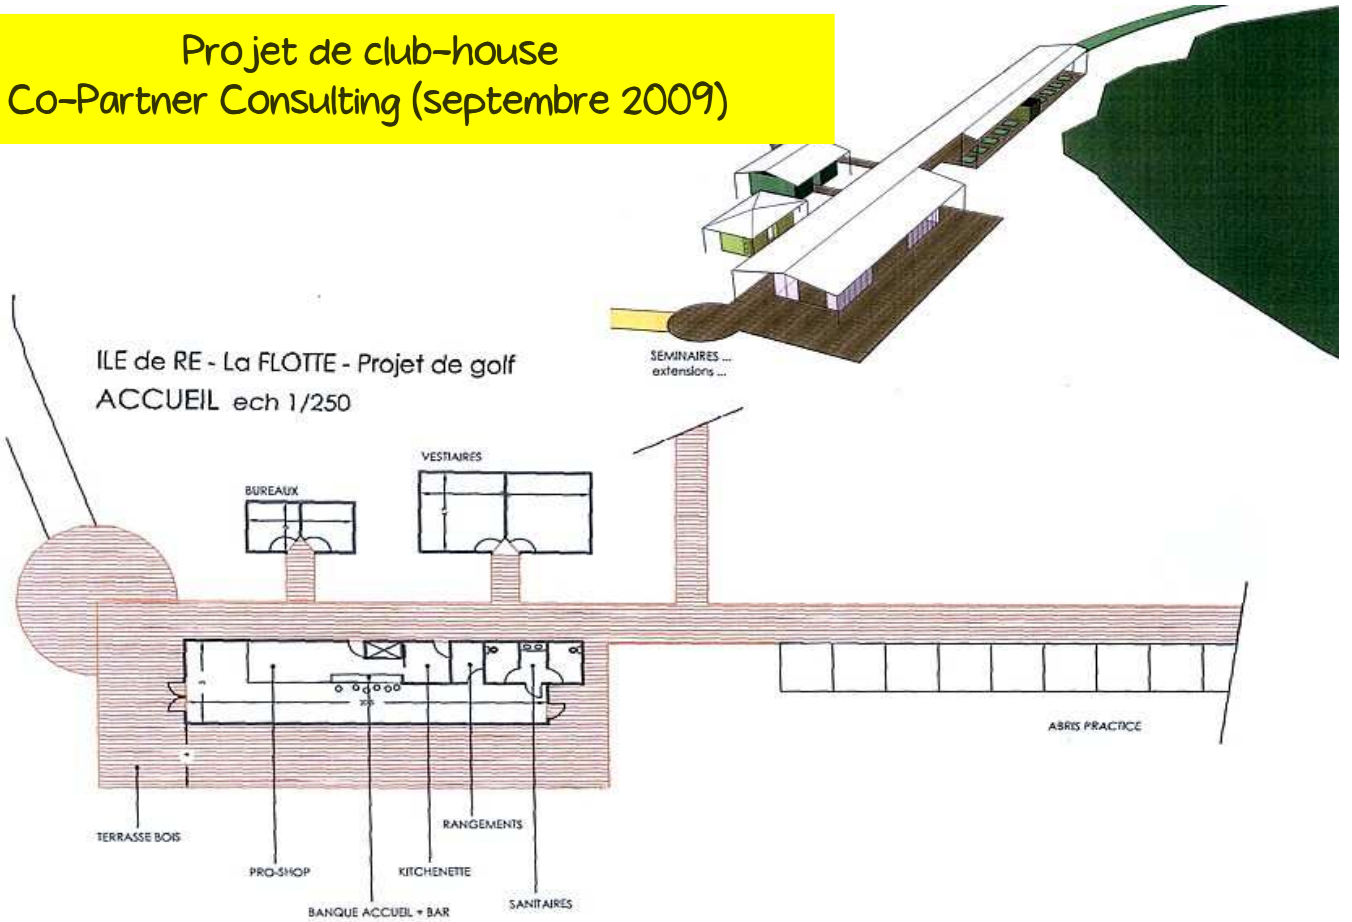 Projet de club-house
Co-Partner Consulting (septembre 2009)
SEMINAIRES ...
extensions ...
ILE de RE - La FLOTTE - Projet de golf
ACCUEIL ech 1/250
VESTIAIRES
BUREAUX
ABRIS PRACTICE
RANGEMENTS
TERRASSE BOIS
PRO-SHOP
KITCHENETTE
SANITAIRES
BANQUE ACCUEIL + BAR